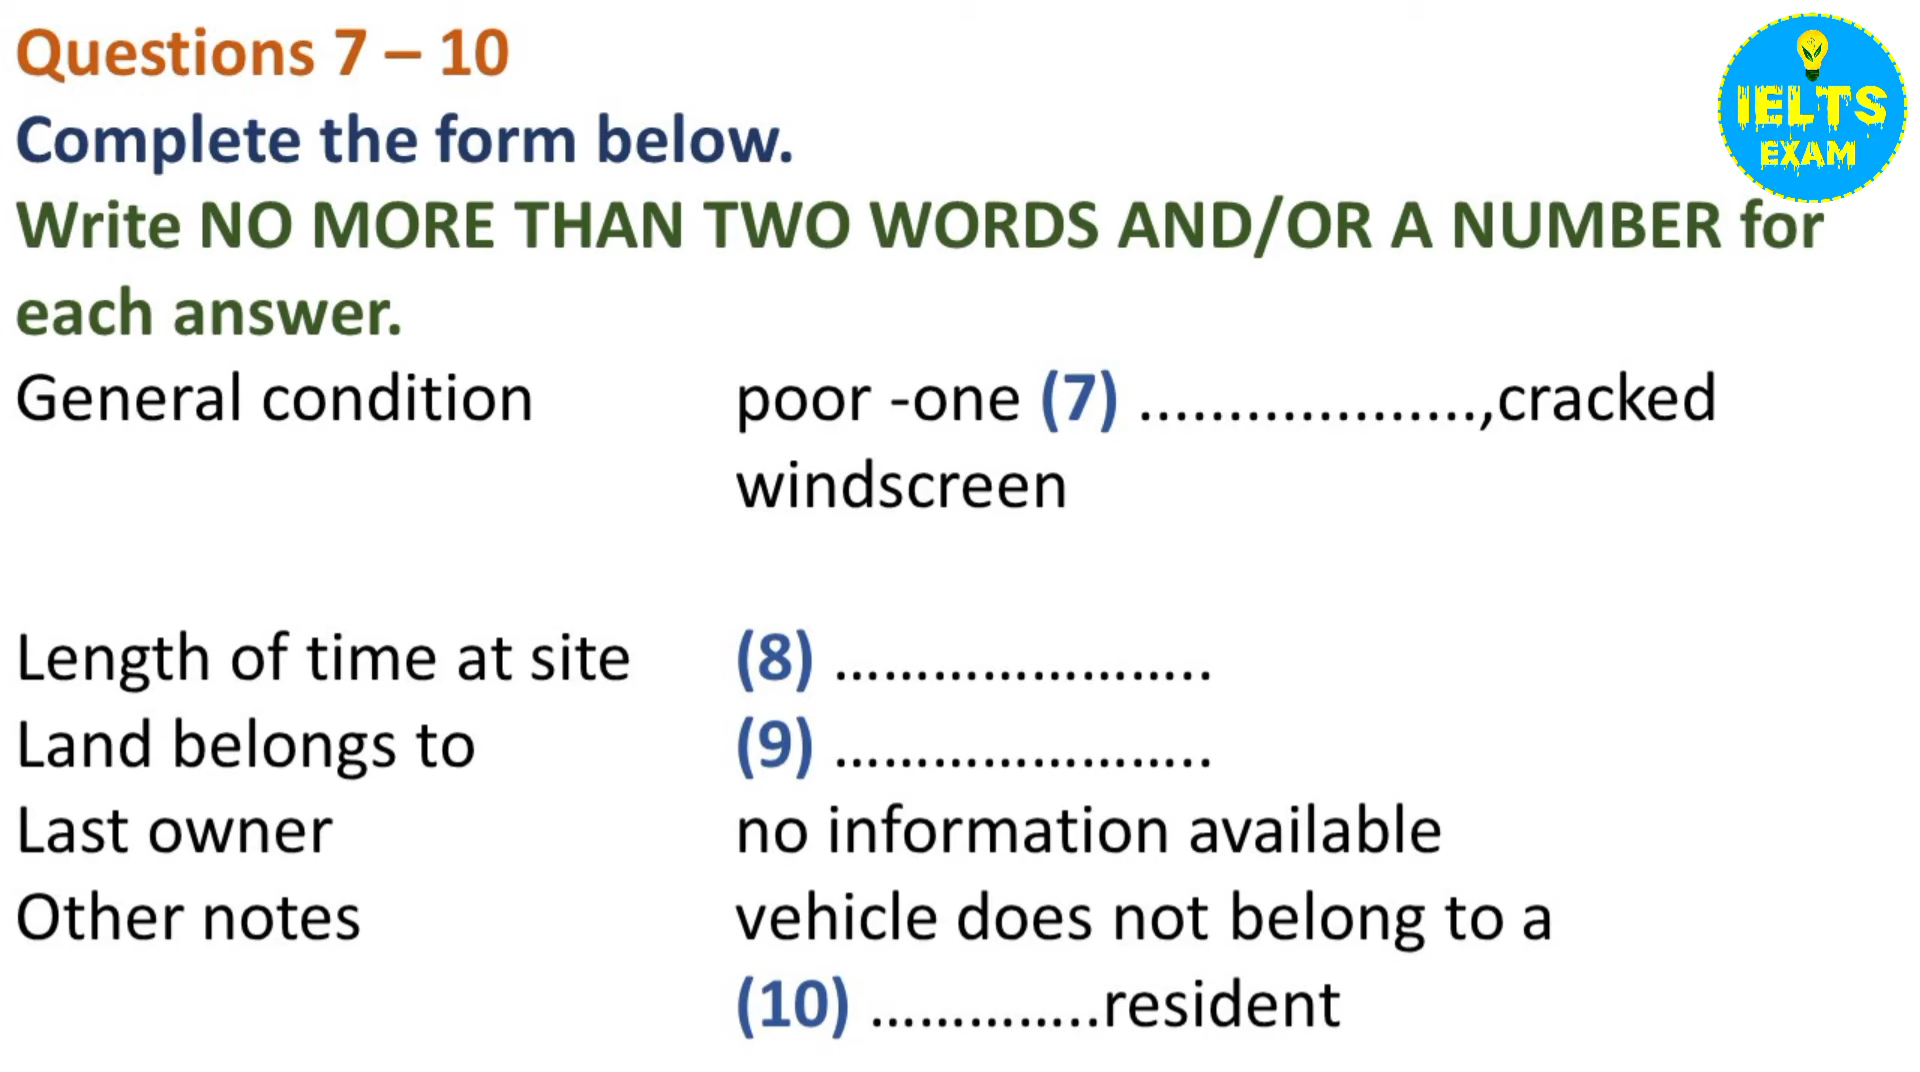 Questions 7 – 10
IELTS
EXAM
Complete the form below.
Write NO MORE THAN TWO WORDS AND/OR A NUMBER for
each answer.
General condition poor -one (7) ...................,cracked
windscreen
Length of time at site (8) .....................
Land belongs to (9) .....................
Last owner no information available
Other notes vehicle does not belong to a
(10) ..............resident